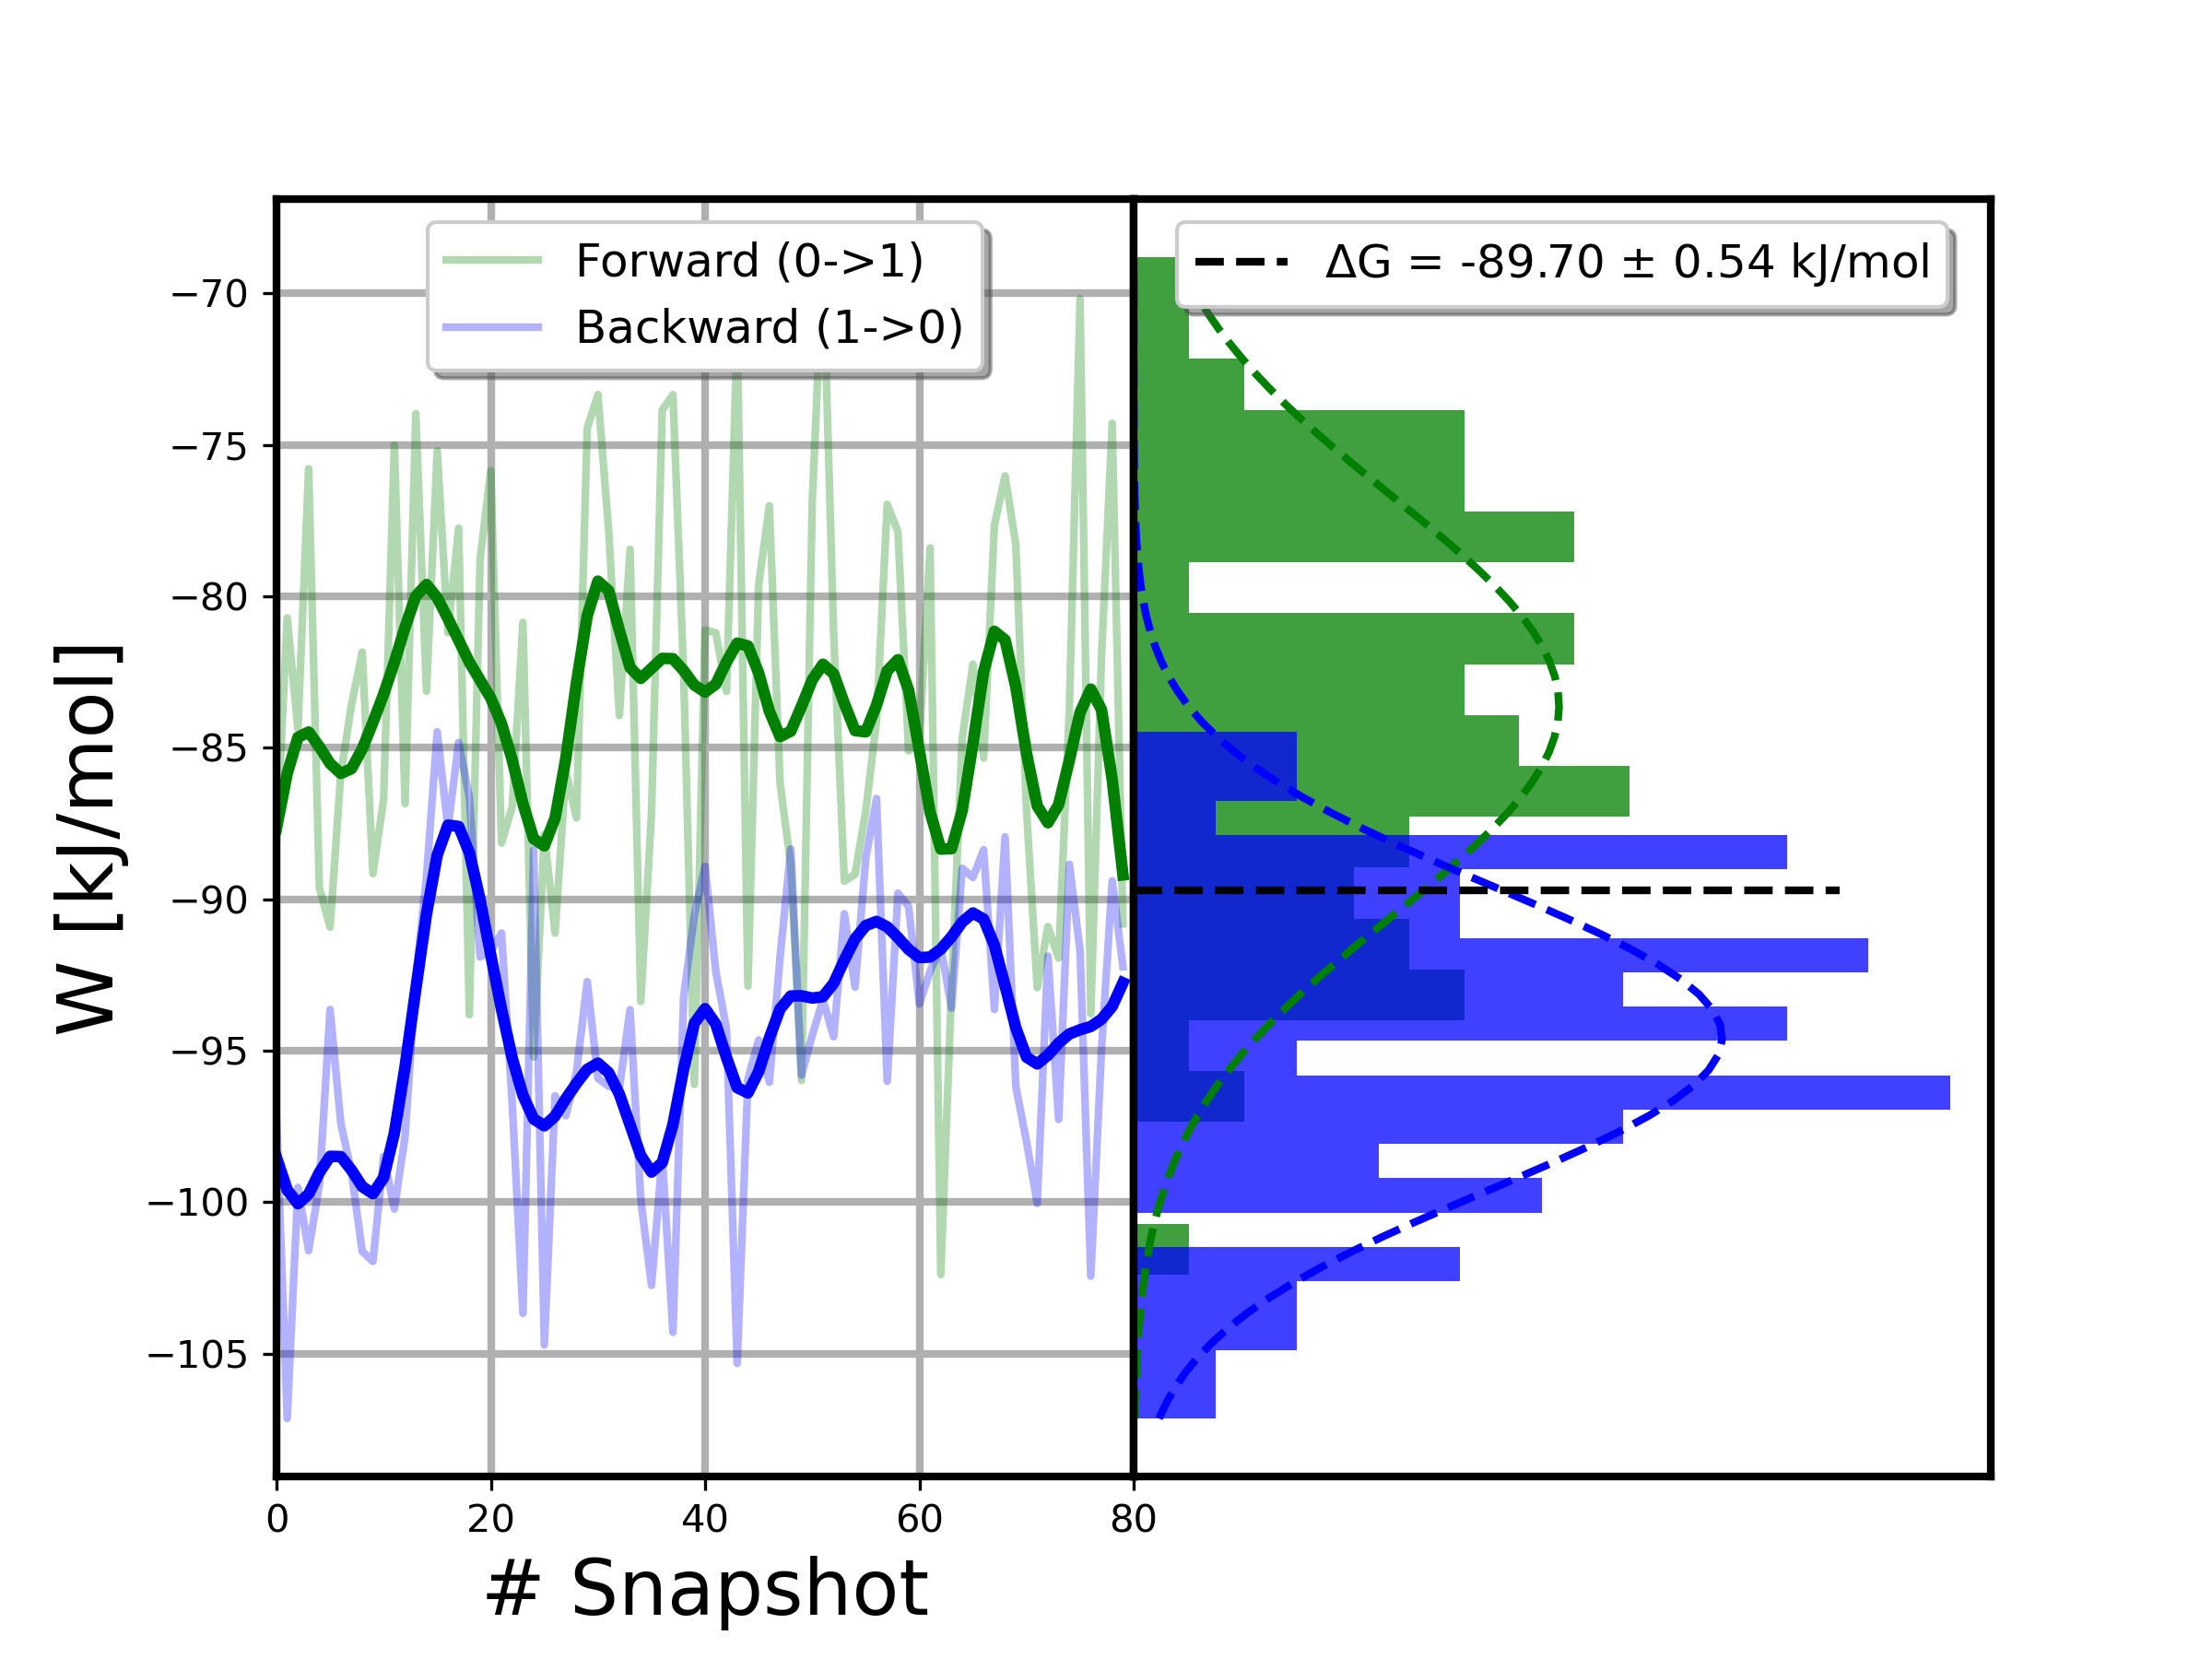 Forward (0->1)
Backward (1->0)
ΔG = -89.70 ± 0.54 kJ/mol
−70
−75
−80
−85
−90
−95
−100
−105
W [kJ/mol]
0 20 40 60 80
# Snapshot